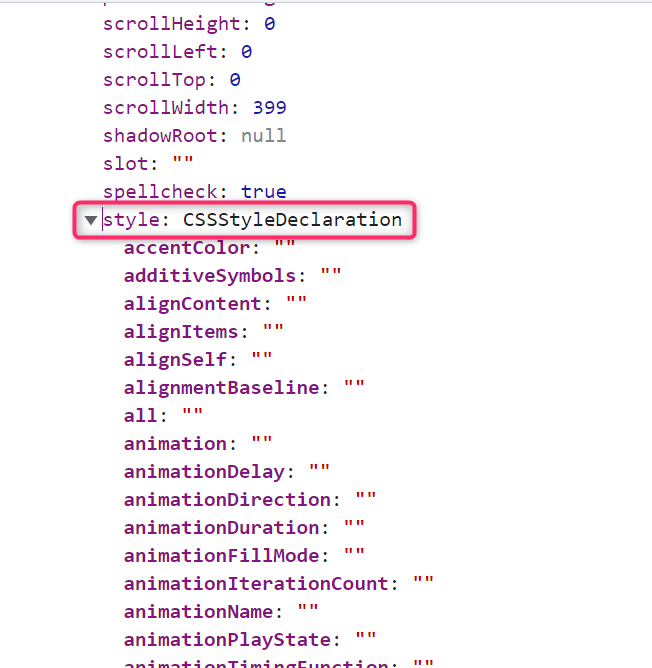 scrollHeight: 0
scrollLeft: 0
scrollTop: 0
scrollWidth: 399
shadowRoot: null
slot: ""
spellcheck: true
▼style: CSSStyleDeclaration
accentColor: ""
additiveSymbols: ""
alignContent: ""
alignItems: ""
alignSelf: ""
alignmentBaseline: ""
all: ""
animation: ""
animationDelay: ""
animationDirection: ""
animationDuration: ""
animationFillMode: ""
animationIterationCount: ""
animationName: ""
animationPlayState: ""
animationTimingFunction: ""